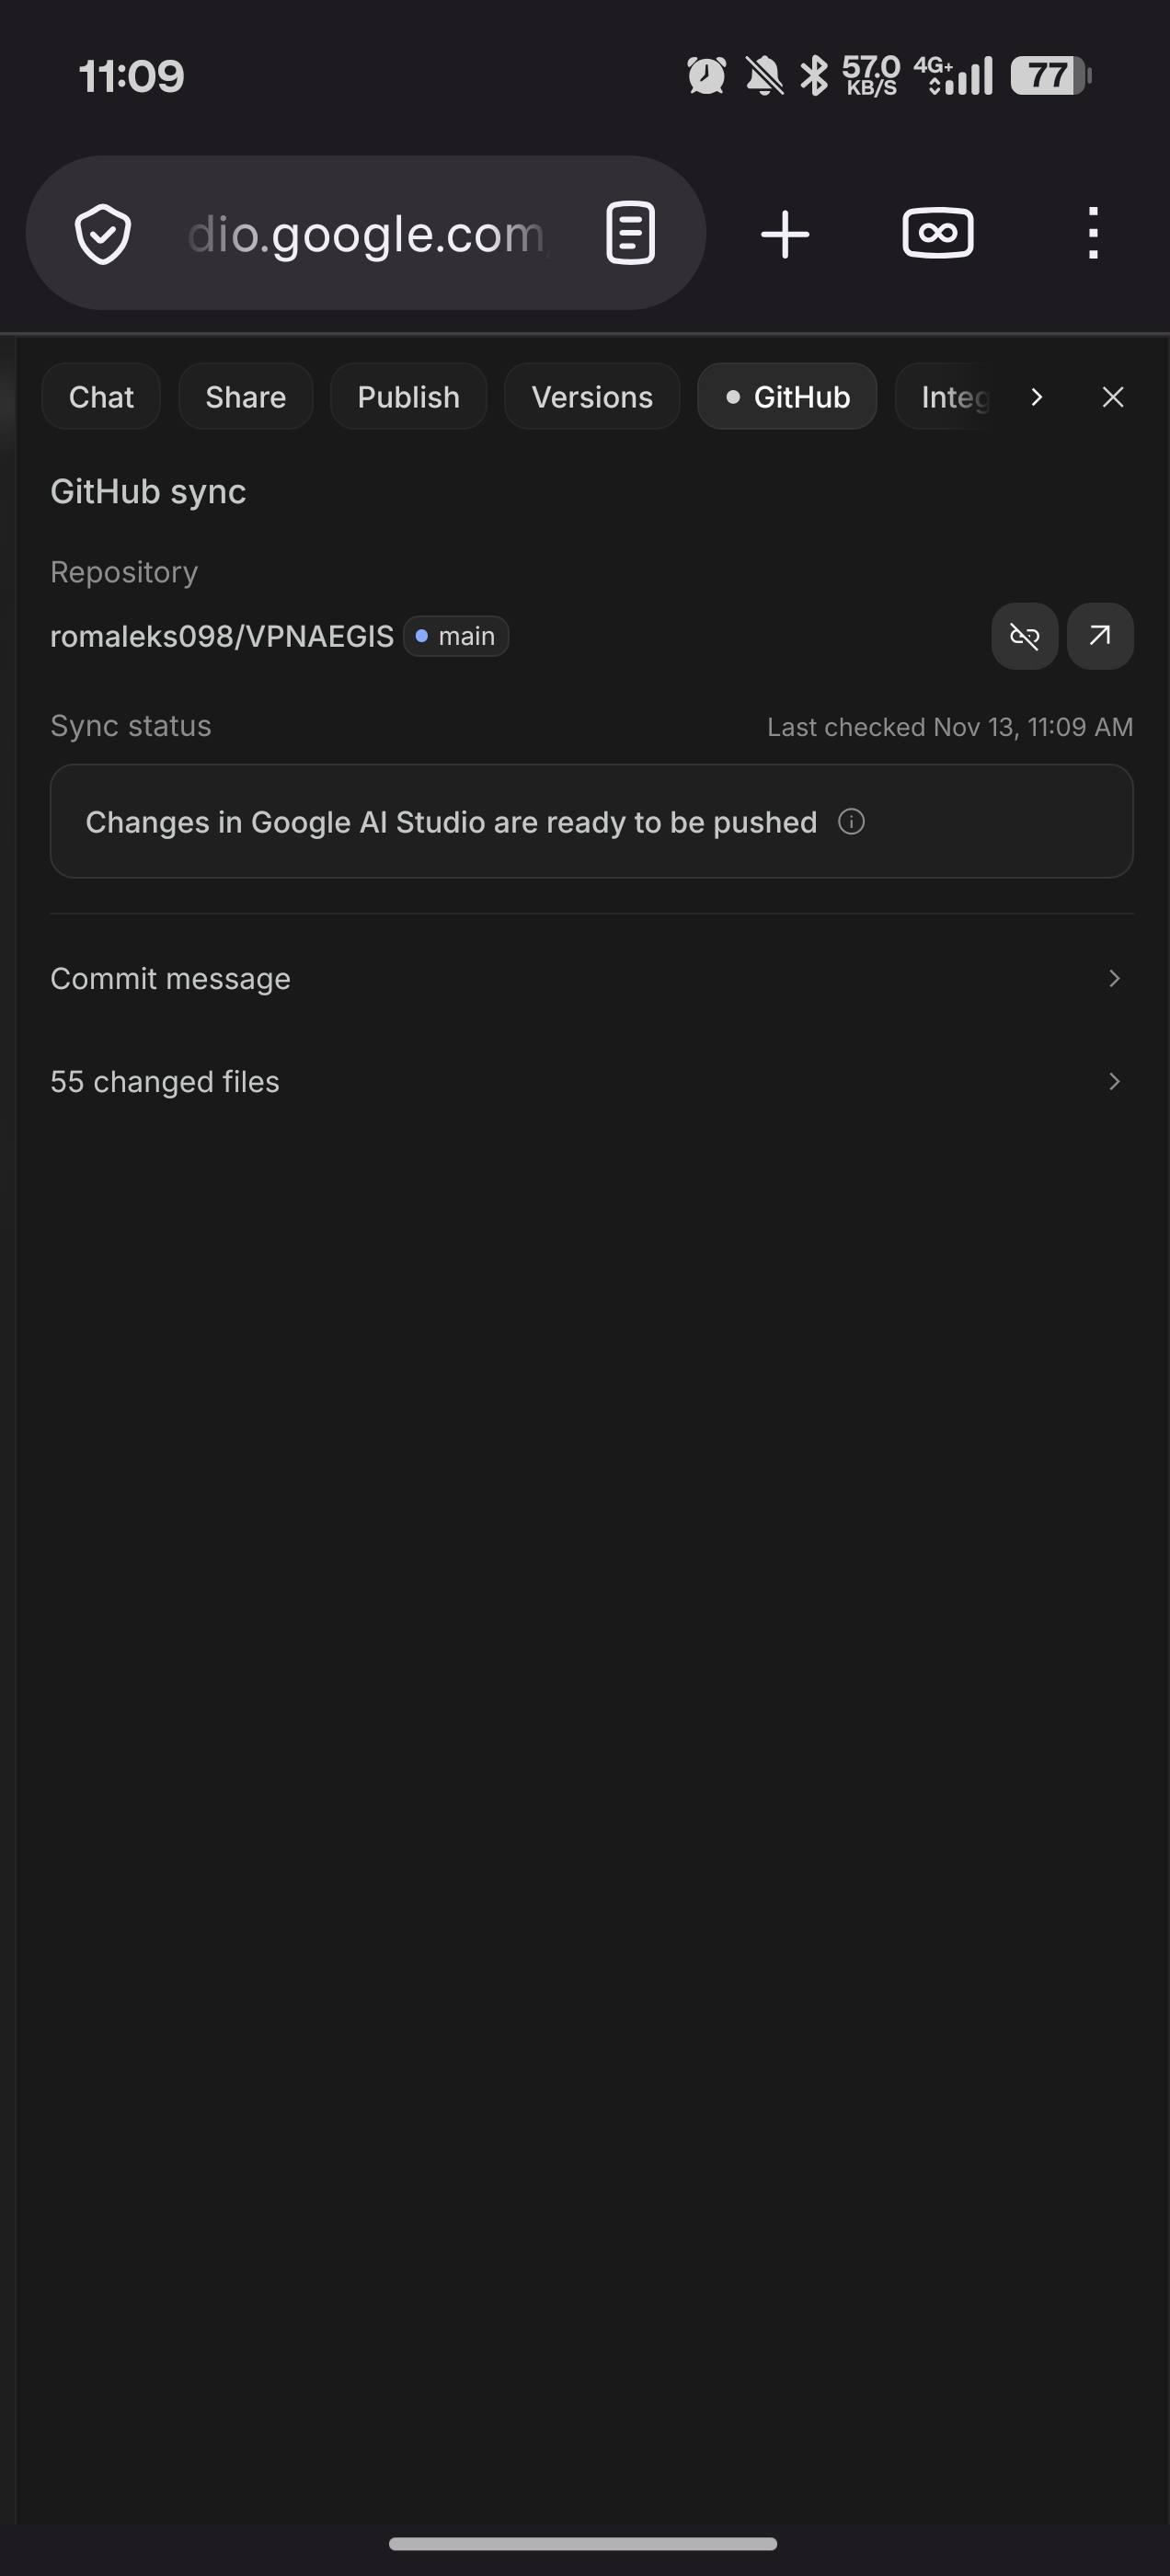 11:09
57.0
KB/S
4G+
77
dio.google.com
Chat
Share
Publish
Versions
GitHub
Integ
GitHub sync
Repository
romaleks098/VPNAEGIS
main
Sync status
Last checked Nov 13, 11:09 AM
Changes in Google AI Studio are ready to be pushed
Commit message
55 changed files